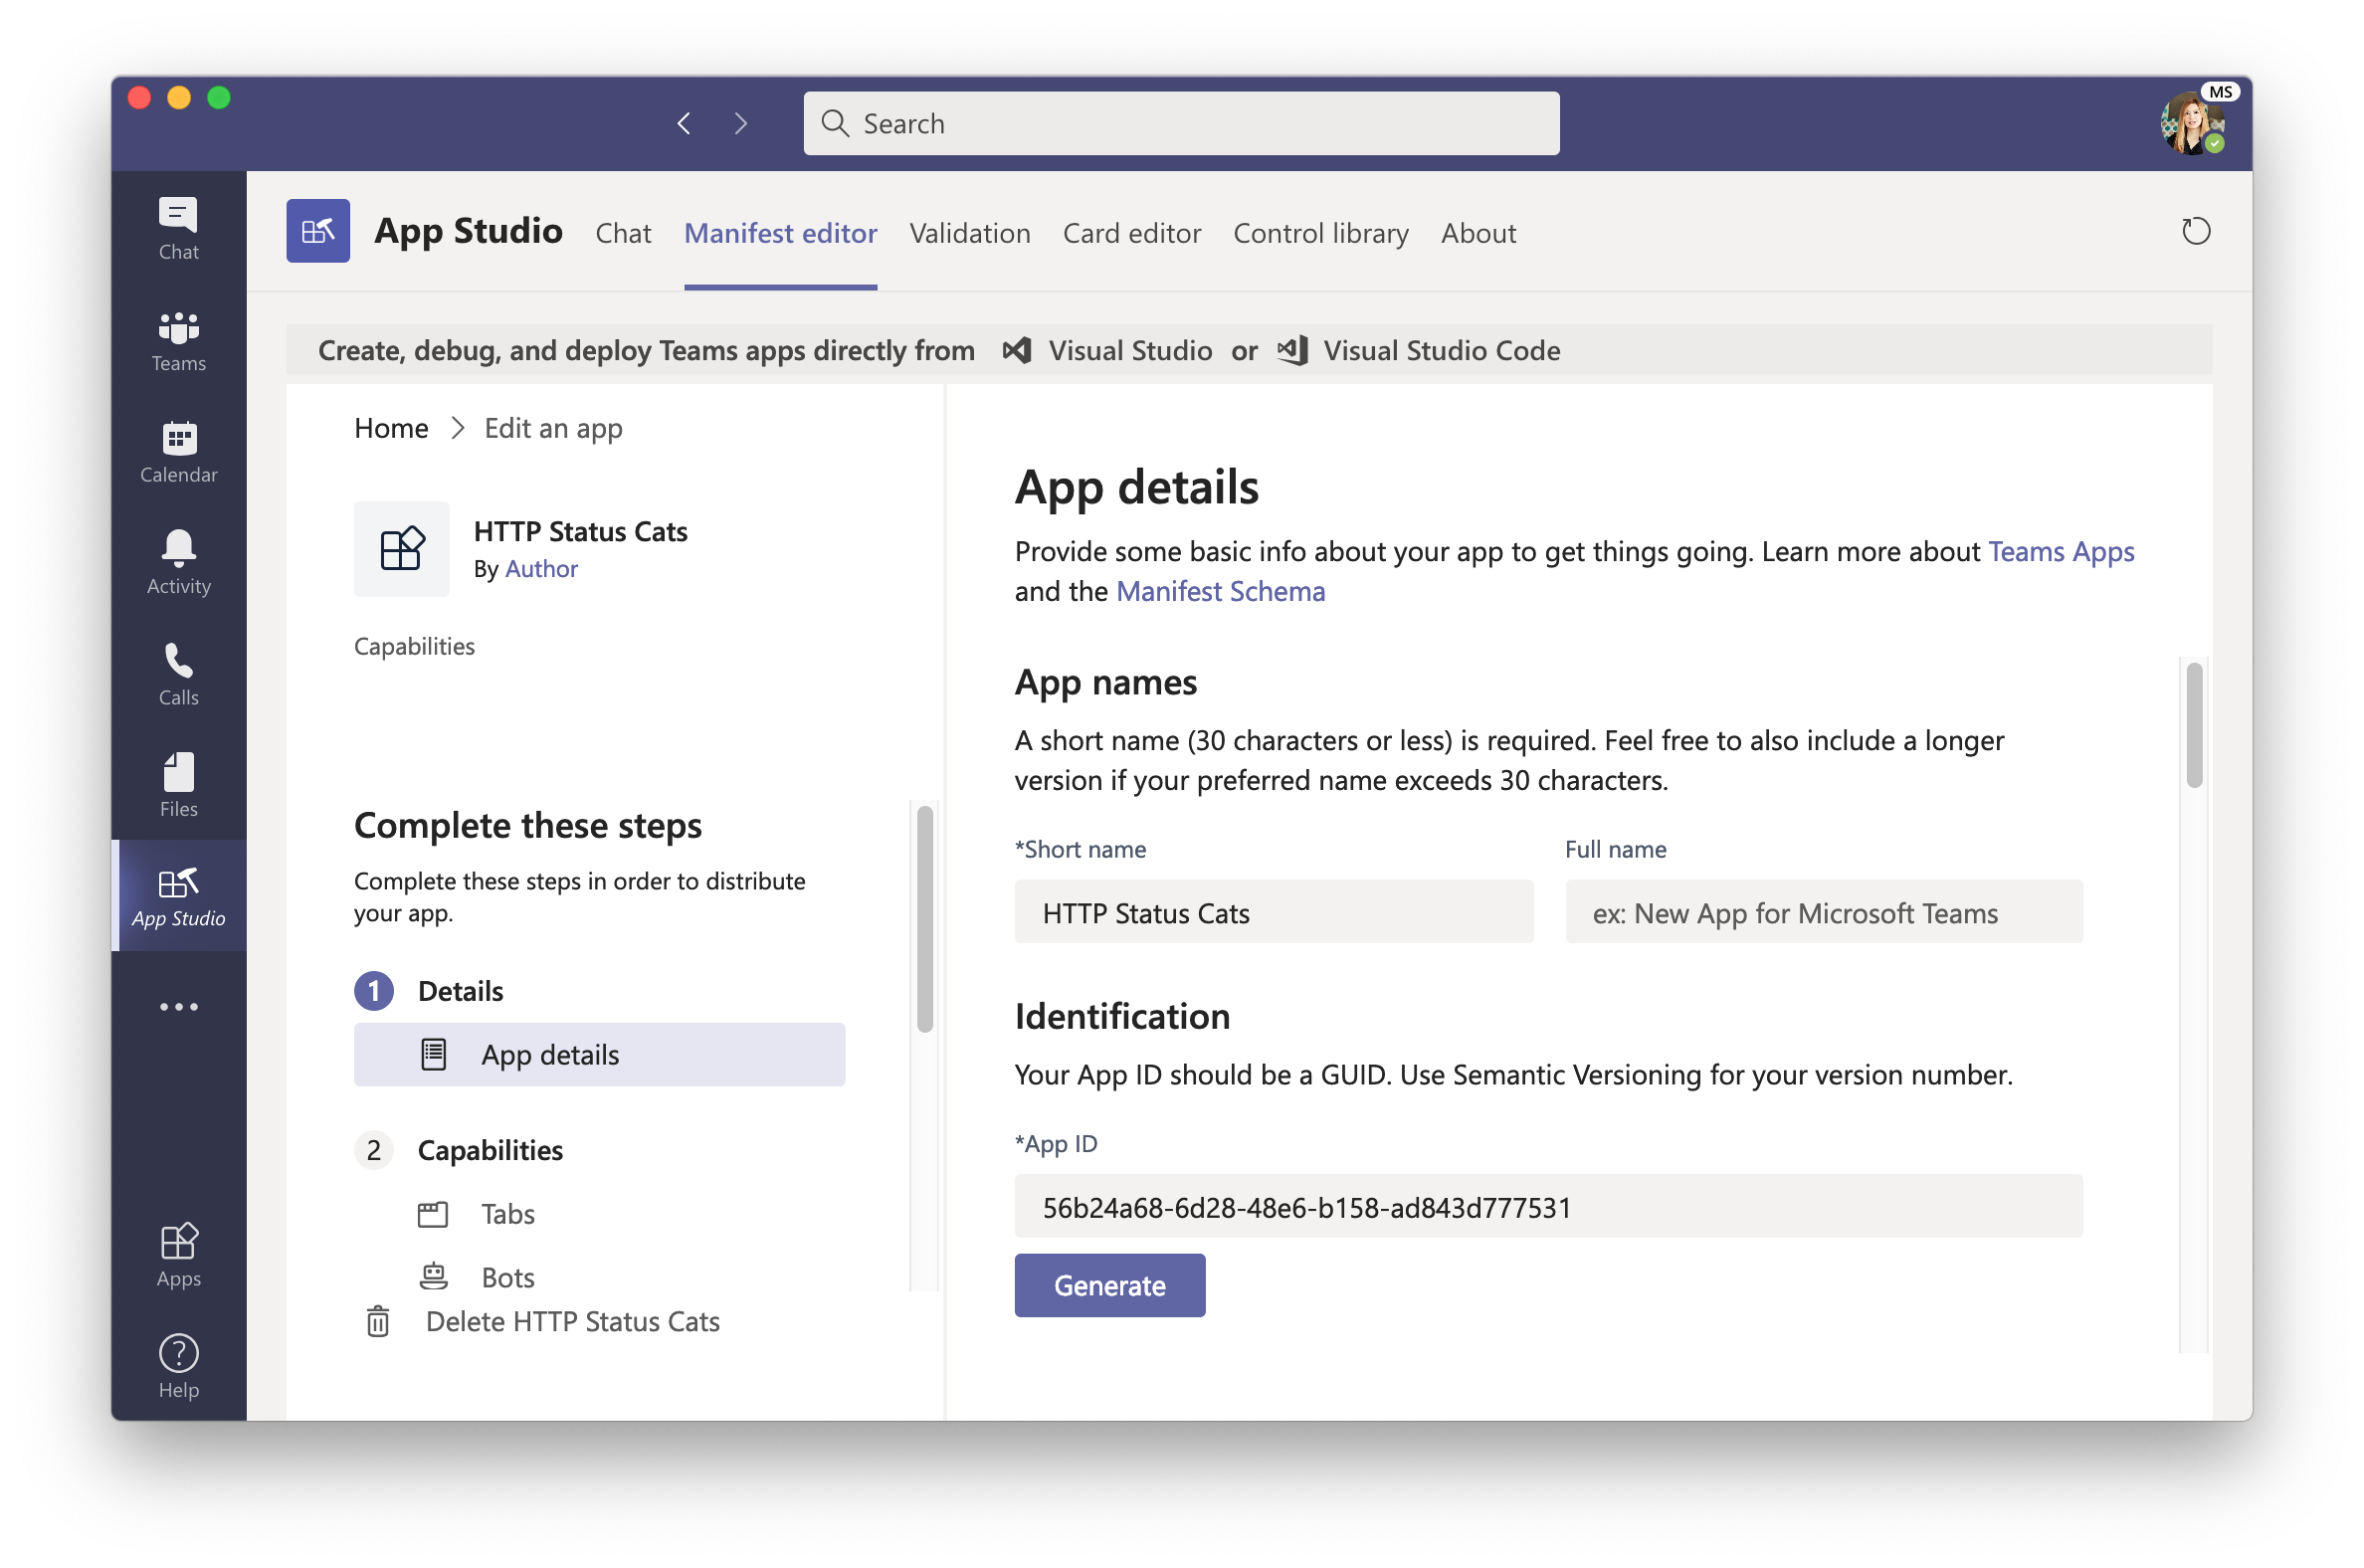 Search
MS
Chat
Teams
Calendar
Activity
Calls
Files
App Studio
Apps
Help
App Studio Chat Manifest editor Validation Card editor Control library About
Create, debug, and deploy Teams apps directly from Visual Studio or Visual Studio Code
Home > Edit an app
HTTP Status Cats
By Author
Capabilities
Complete these steps
Complete these steps in order to distribute
your app.
1 Details
App details
2 Capabilities
Tabs
Bots
Delete HTTP Status Cats
App details
Provide some basic info about your app to get things going. Learn more about Teams Apps
and the Manifest Schema
App names
A short name (30 characters or less) is required. Feel free to also include a longer
version if your preferred name exceeds 30 characters.
*Short name Full name
HTTP Status Cats ex: New App for Microsoft Teams
Identification
Your App ID should be a GUID. Use Semantic Versioning for your version number.
*App ID
56b24a68-6d28-48e6-b158-ad843d777531
Generate